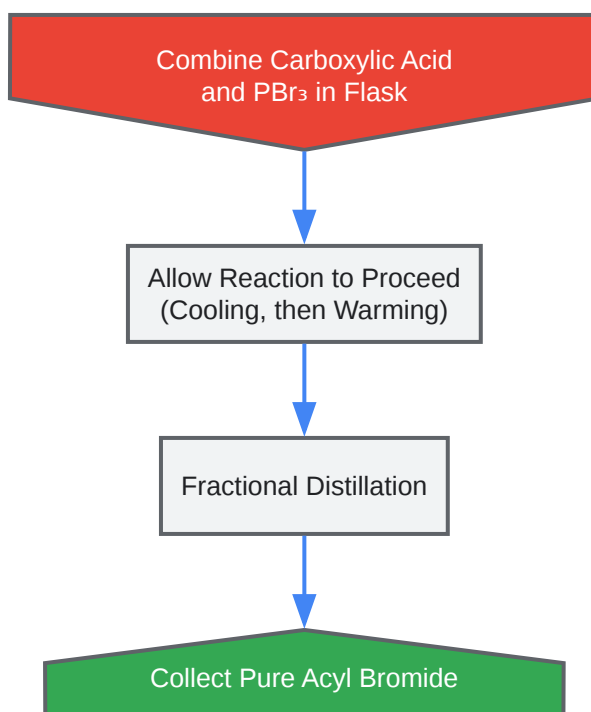 Combine Carboxylic Acid
and PBr₃ in Flask
Allow Reaction to Proceed
(Cooling, then Warming)
Fractional Distillation
Collect Pure Acyl Bromide